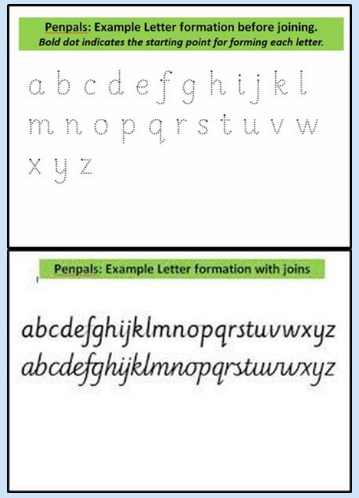 Penpals: Example Letter formation before joining.
Bold dot indicates the starting point for forming each letter.
a b c d e f g h i j k l
m n o p q r s t u v w
x y z
Penpals: Example Letter formation with joins
abcdefghijklmnopqrstuvwxyz
abcdefghijklmnopqrstuvwxyz